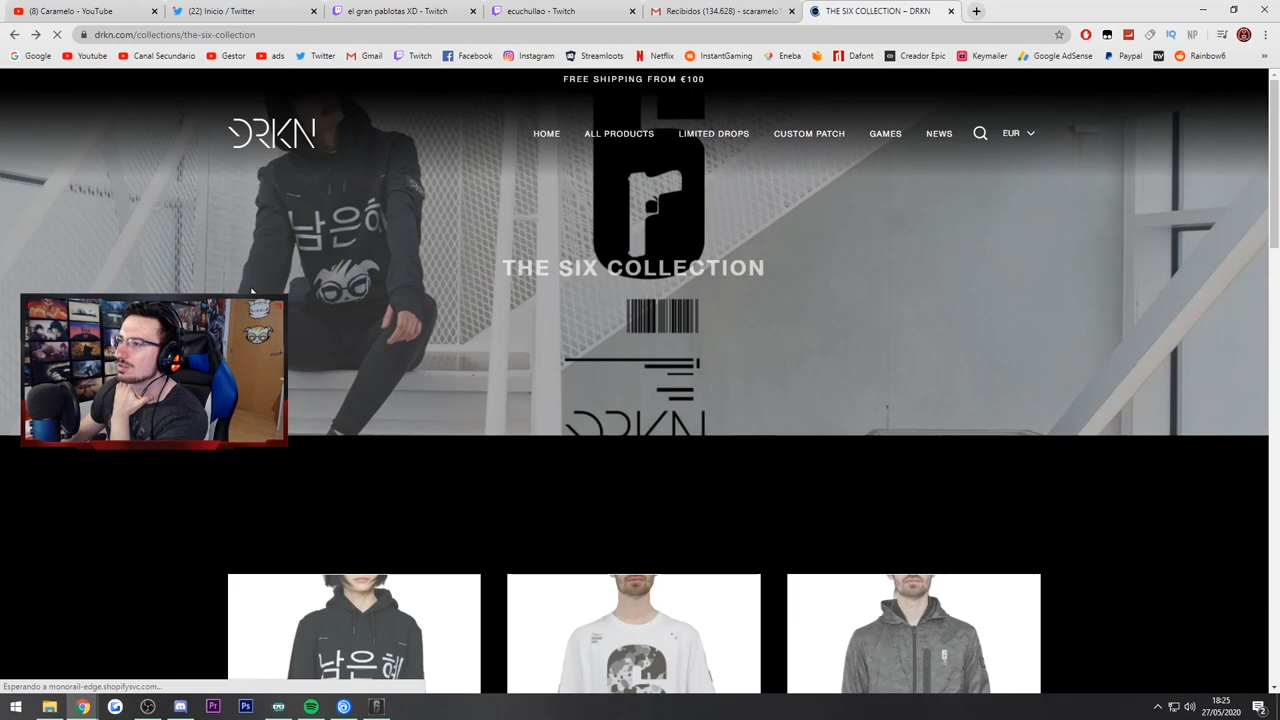 (8) Caramelo - YouTube
(22) Inicio / Twitter
el gran pablotas XD - Twitch
ecuchullao - Twitch
Recibidos (134.628) - scaramelo
THE SIX COLLECTION – DRKN
drkn.com/collections/the-six-collection
Google
Youtube
Canal Secundario
Gestor
ads
Twitter
Gmail
Twitch
Facebook
Instagram
Streamloots
Netflix
InstantGaming
Eneba
Dafont
Creador Epic
Keymailer
Google AdSense
Paypal
Rainbow6
FREE SHIPPING FROM €100
DRKN
HOME
ALL PRODUCTS
LIMITED DROPS
CUSTOM PATCH
GAMES
NEWS
EUR
남은혜
THE SIX COLLECTION
DRKN
남은혜
Esperando a monorail-edge.shopifysvc.com...
18:25
27/05/2020